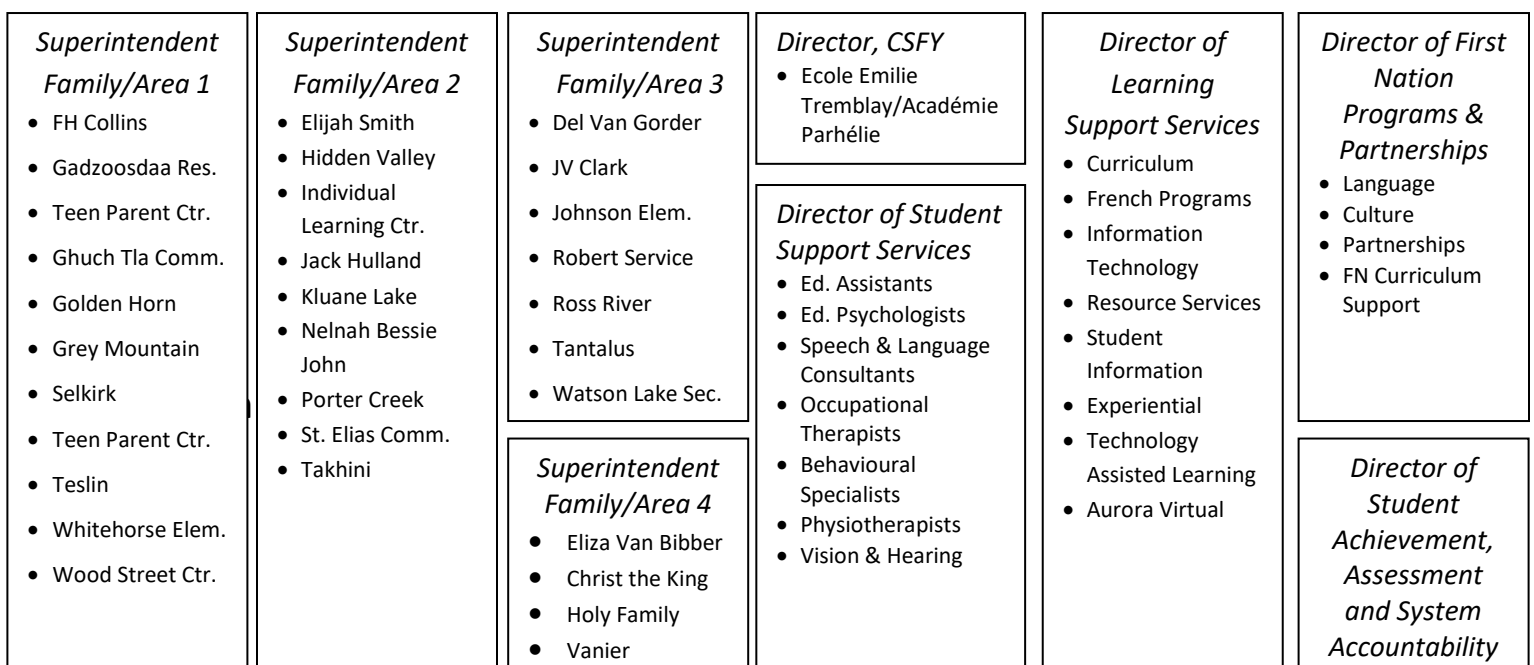 Superintendent
Family/Area 1
• FH Collins
• Gadzoosdaa Res.
• Teen Parent Ctr.
• Ghuch Tla Comm.
• Golden Horn
• Grey Mountain
• Selkirk
• Teen Parent Ctr.
• Teslin
• Whitehorse Elem.
• Wood Street Ctr.
Superintendent
Family/Area 2
• Elijah Smith
• Hidden Valley
• Individual
Learning Ctr.
• Jack Hulland
• Kluane Lake
• Nelnah Bessie
John
• Porter Creek
• St. Elias Comm.
• Takhini
Superintendent
Family/Area 3
• Del Van Gorder
• JV Clark
• Johnson Elem.
• Robert Service
• Ross River
• Tantalus
• Watson Lake Sec.
Superintendent
Family/Area 4
• Eliza Van Bibber
• Christ the King
• Holy Family
• Vanier
Director, CSFY
• Ecole Emilie
Tremblay/Académie
Parhélie
Director of Student
Support Services
• Ed. Assistants
• Ed. Psychologists
• Speech & Language
Consultants
• Occupational
Therapists
• Behavioural
Specialists
• Physiotherapists
• Vision & Hearing
Director of
Learning
Support Services
• Curriculum
• French Programs
• Information
Technology
• Resource Services
• Student
Information
• Experiential
• Technology
Assisted Learning
• Aurora Virtual
Director of First
Nation
Programs &
Partnerships
• Language
• Culture
• Partnerships
• FN Curriculum
Support
Director of
Student
Achievement,
Assessment
and System
Accountability